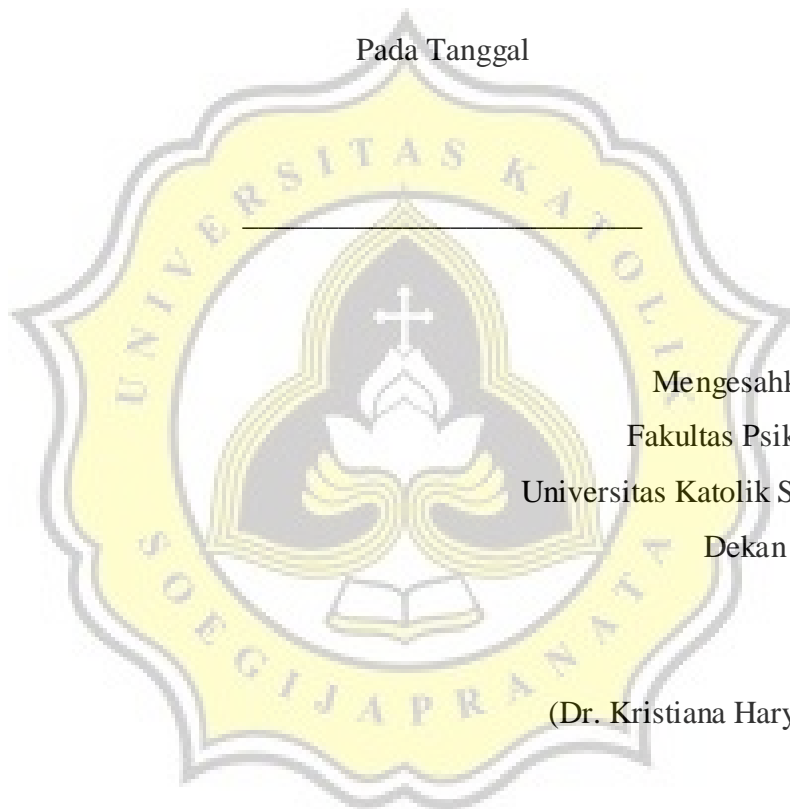 Pada Tanggal
UNIVERSITAS KATOLIK
SOEGIJAPRANATA
Mengesahk
Fakultas Psik
Universitas Katolik S
Dekan
(Dr. Kristiana Hary